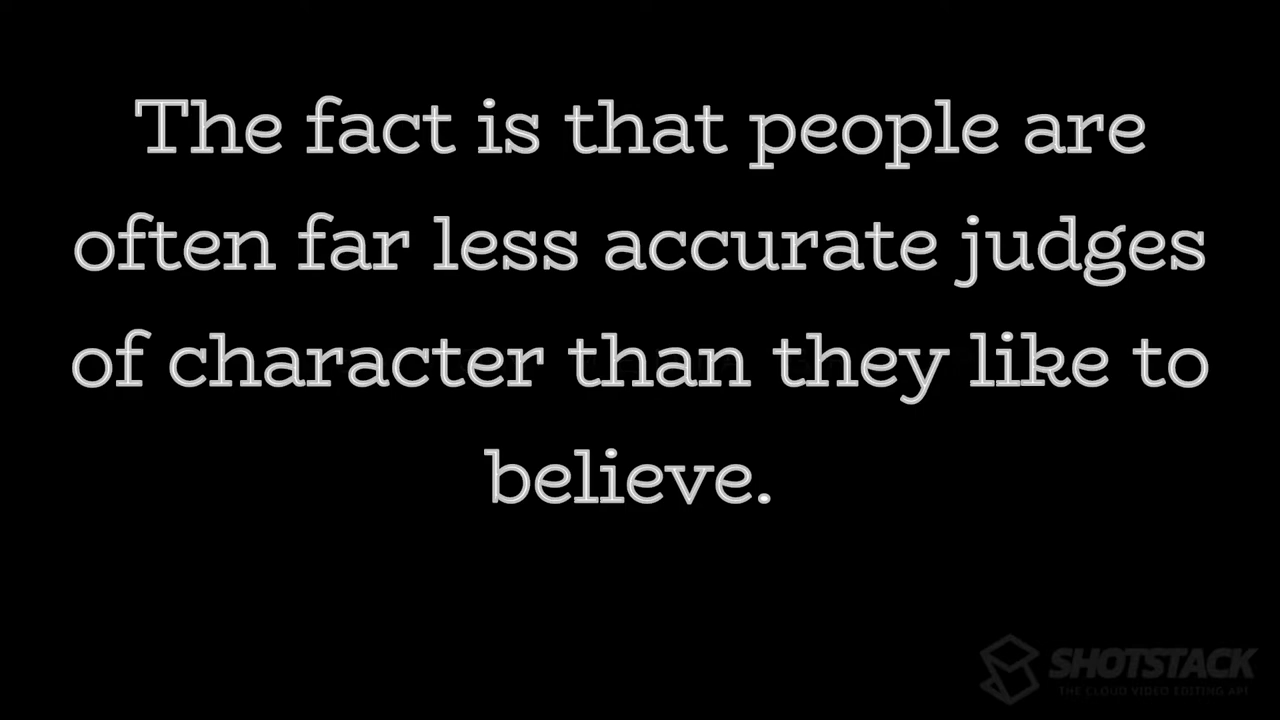 The fact is that people are
often far less accurate judges
of character than they like to
believe.
SHOTSTACK
THE CLOUD VIDEO EDITING API